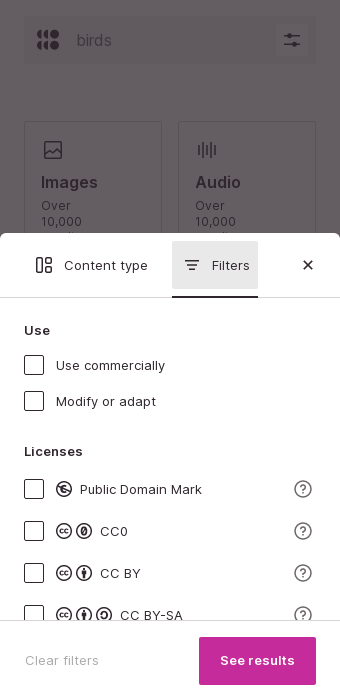 birds
Images
Audio
Over
10,000
Over
10,000
Content type
Filters
Use
Use commercially
Modify or adapt
Licenses
Public Domain Mark
CC0
CC BY
CC BY-SA
Clear filters
See results